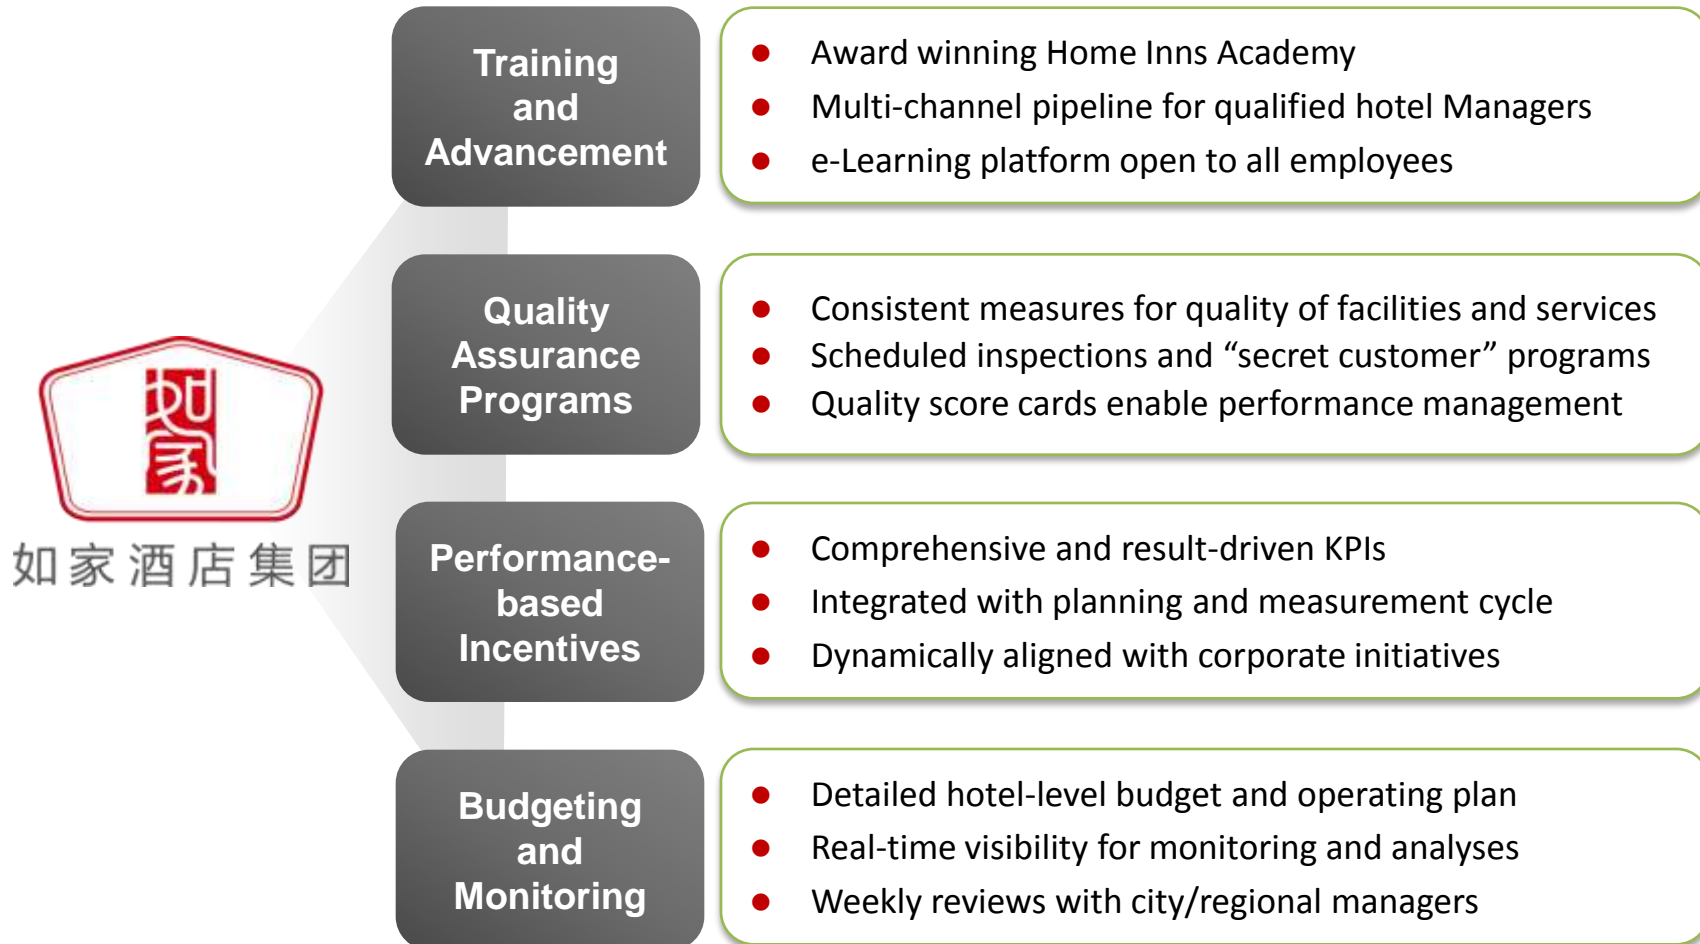 Training
and
Advancement
● Award winning Home Inns Academy
● Multi-channel pipeline for qualified hotel Managers
● e-Learning platform open to all employees
Quality
Assurance
Programs
● Consistent measures for quality of facilities and services
● Scheduled inspections and “secret customer” programs
● Quality score cards enable performance management
如家
如家酒店集团
Performance-
based
Incentives
● Comprehensive and result-driven KPIs
● Integrated with planning and measurement cycle
● Dynamically aligned with corporate initiatives
Budgeting
and
Monitoring
● Detailed hotel-level budget and operating plan
● Real-time visibility for monitoring and analyses
● Weekly reviews with city/regional managers